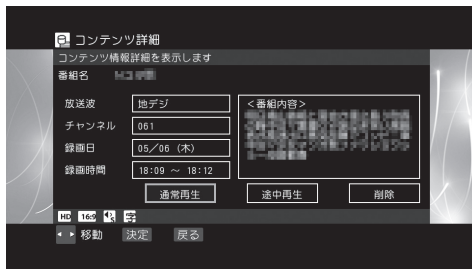 コンテンツ詳細
コンテンツ情報詳細を表示します
番組名
放送波 地デジ
チャンネル 061
録画日 05/06 (木)
録画時間 18:09 ～ 18:12
＜番組内容＞
通常再生 途中再生 削除
HD 16:9 字
移動 決定 戻る